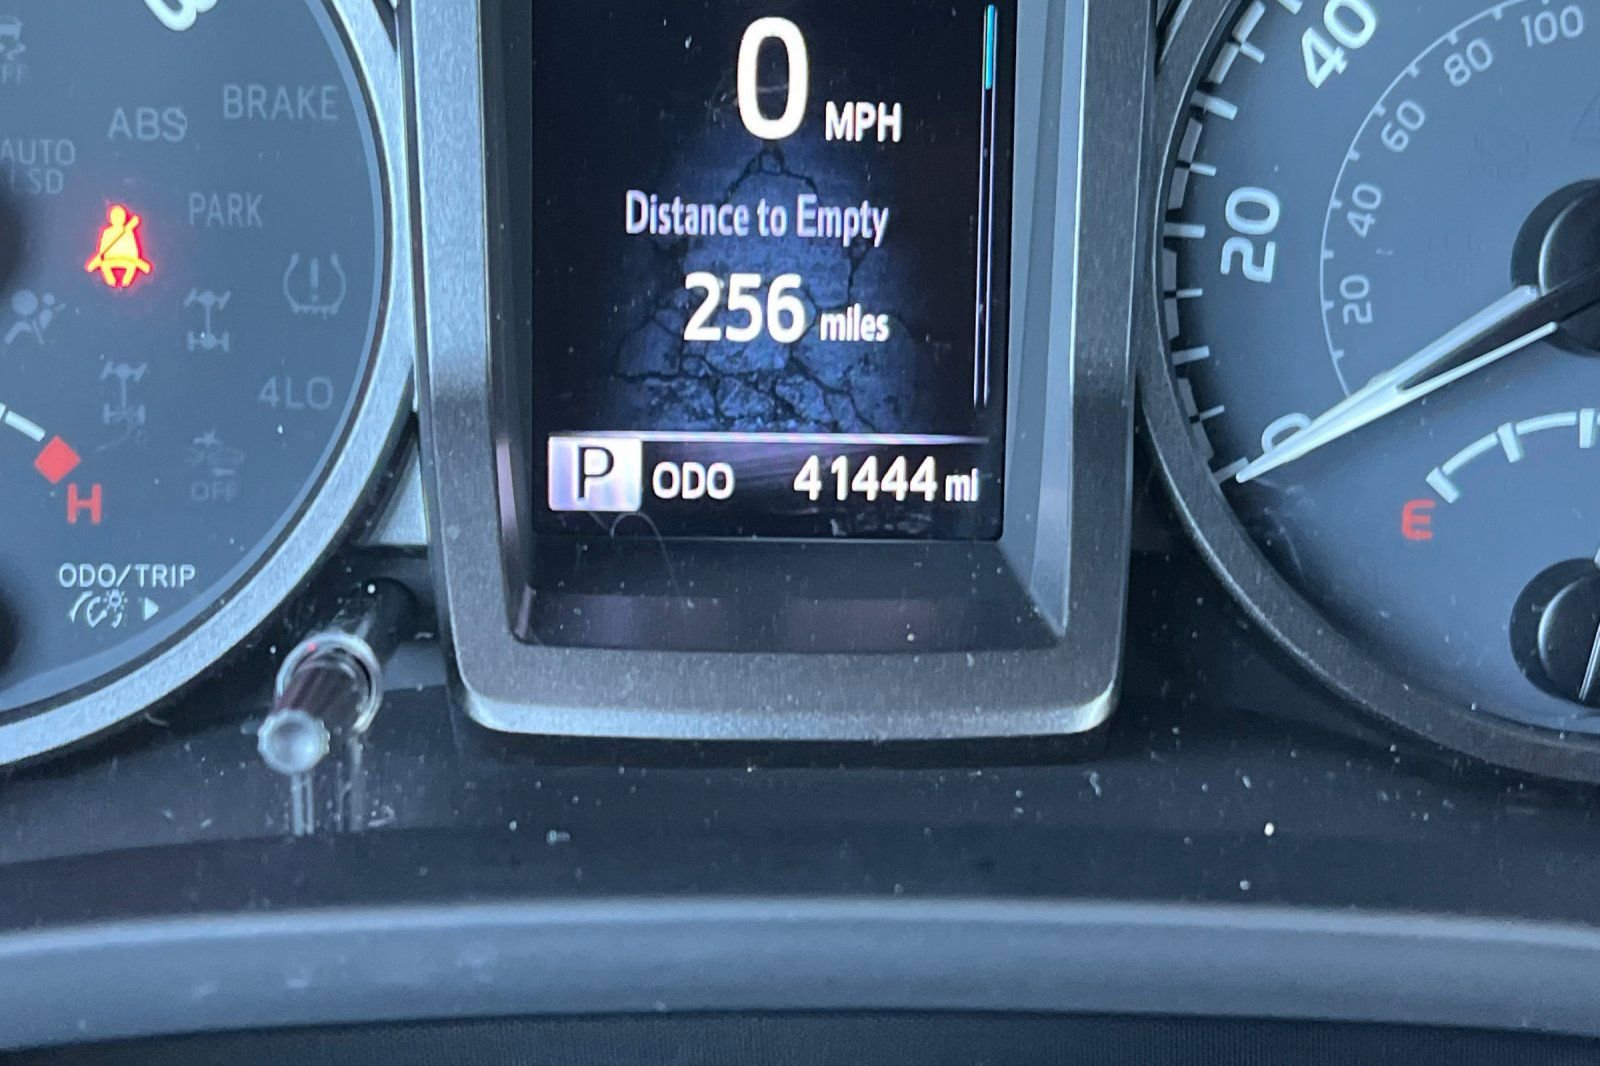 0 MPH
Distance to Empty
256 miles
P ODO 41444 mi
BRAKE
ABS
AUTO
LSD
PARK
4LO
OFF
H
ODO/TRIP
40
20
0
100
80
60
40
20
E